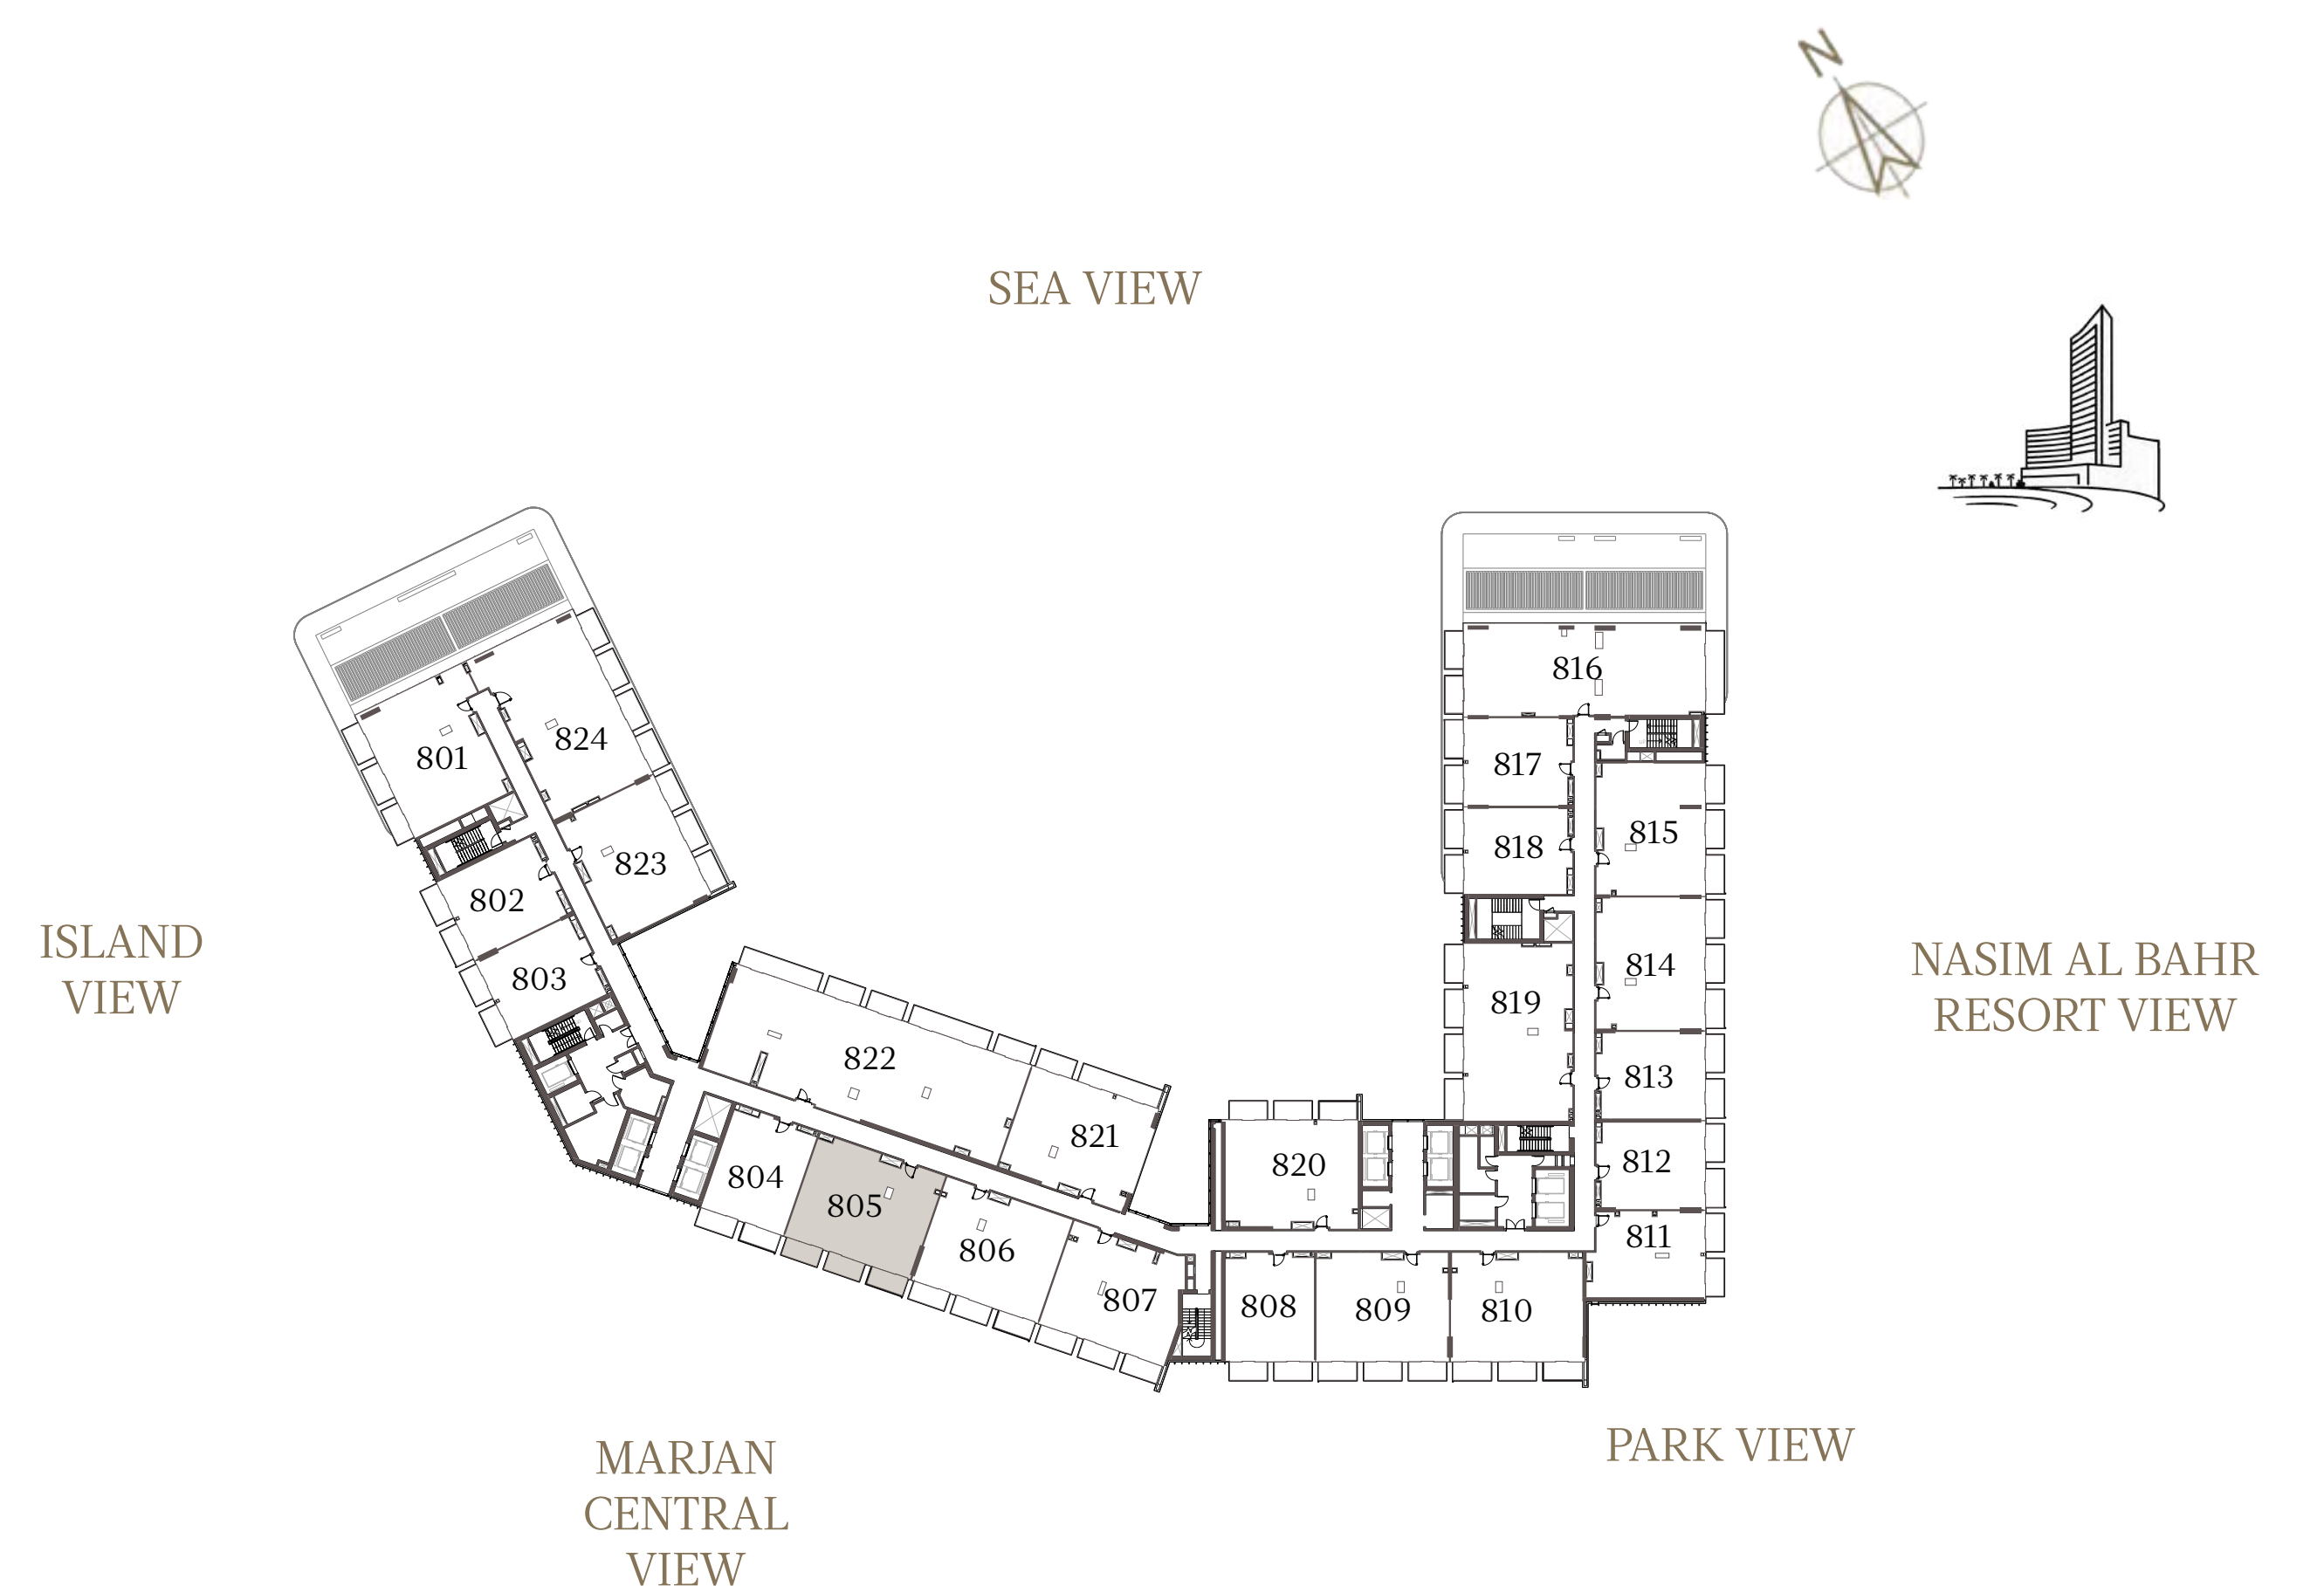 N
SEA VIEW
816
824
801
817
815
818
823
802
ISLAND
VIEW
NASIM AL BAHR
RESORT VIEW
814
803
819
822
813
821
812
820
804
805
811
806
807
808
809
810
PARK VIEW
MARJAN
CENTRAL
VIEW